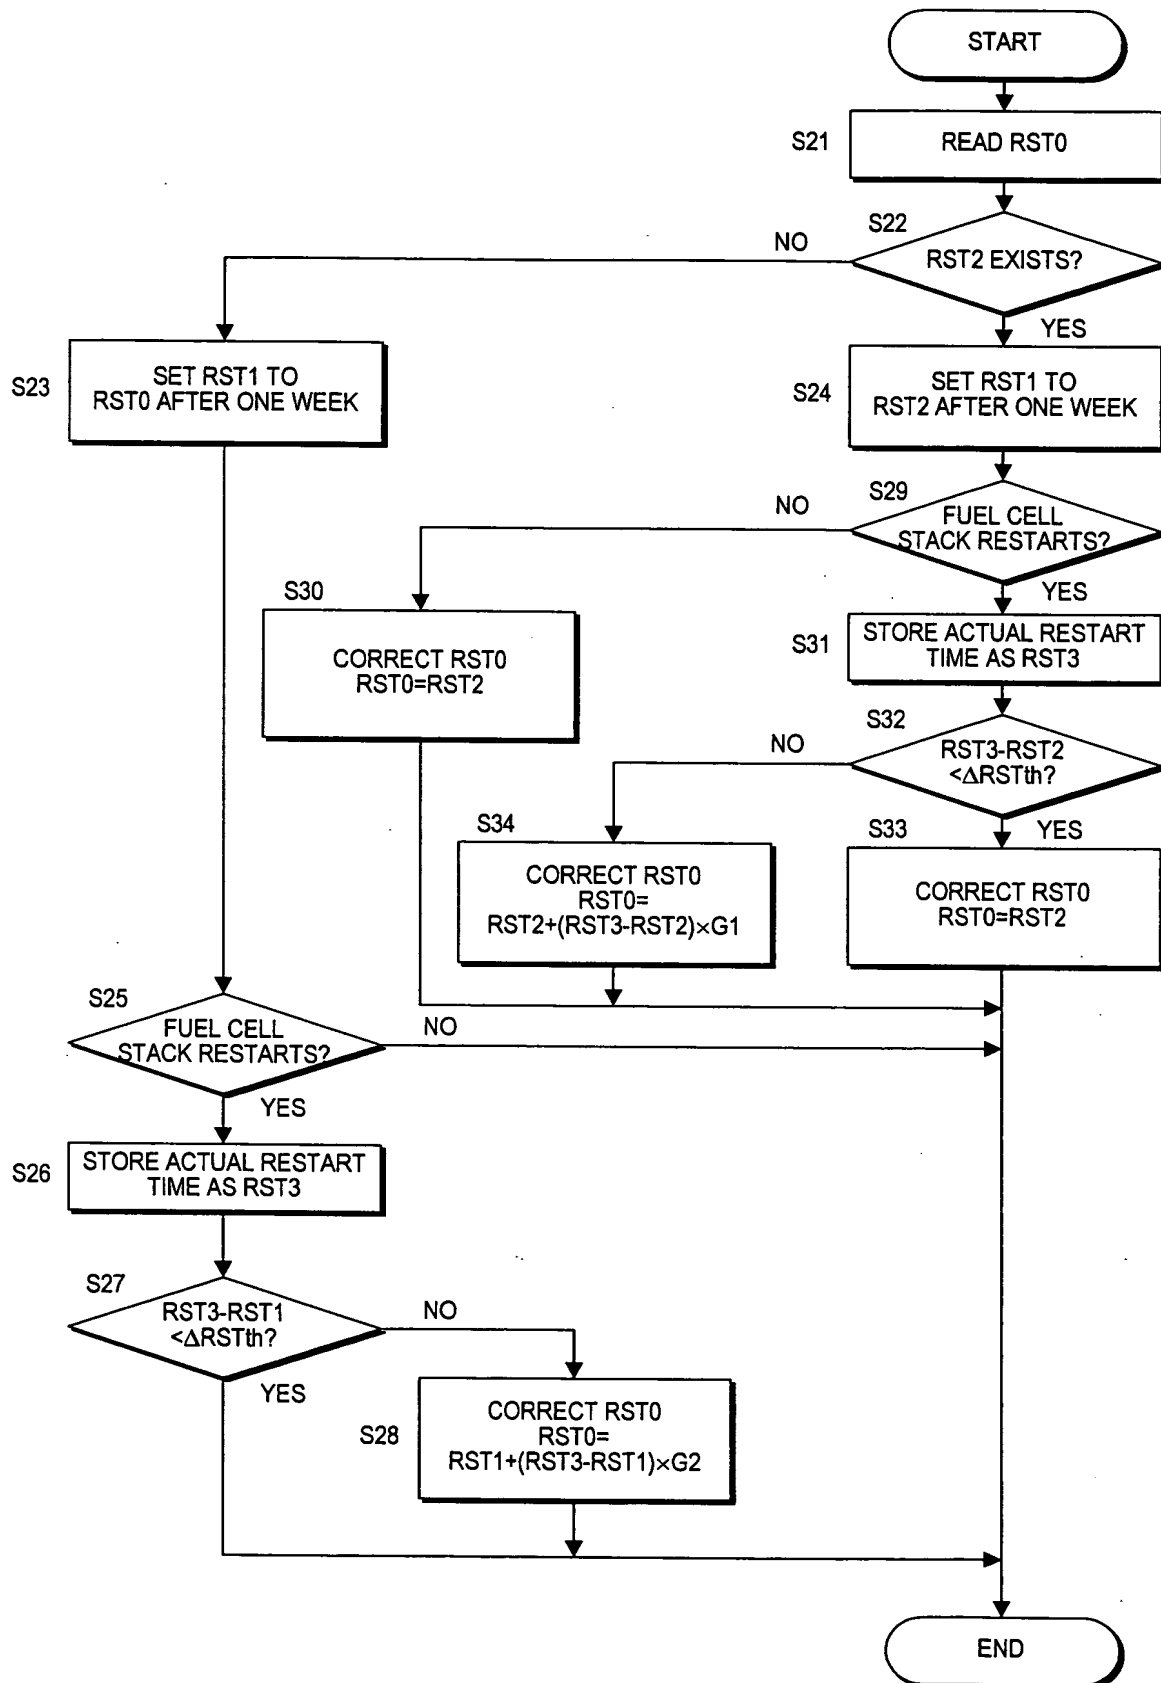 START
S21
READ RST0
S22
NO
RST2 EXISTS?
YES
S23
SET RST1 TO
RST0 AFTER ONE WEEK
S24
SET RST1 TO
RST2 AFTER ONE WEEK
S29
NO
FUEL CELL
STACK RESTARTS?
YES
S30
CORRECT RST0
RST0=RST2
S31
STORE ACTUAL RESTART
TIME AS RST3
S32
NO
RST3-RST2
<ΔRSTth?
YES
S34
CORRECT RST0
RST0=
RST2+(RST3-RST2)×G1
S33
CORRECT RST0
RST0=RST2
S25
FUEL CELL
STACK RESTARTS?
NO
YES
S26
STORE ACTUAL RESTART
TIME AS RST3
S27
RST3-RST1
<ΔRSTth?
NO
YES
S28
CORRECT RST0
RST0=
RST1+(RST3-RST1)×G2
END